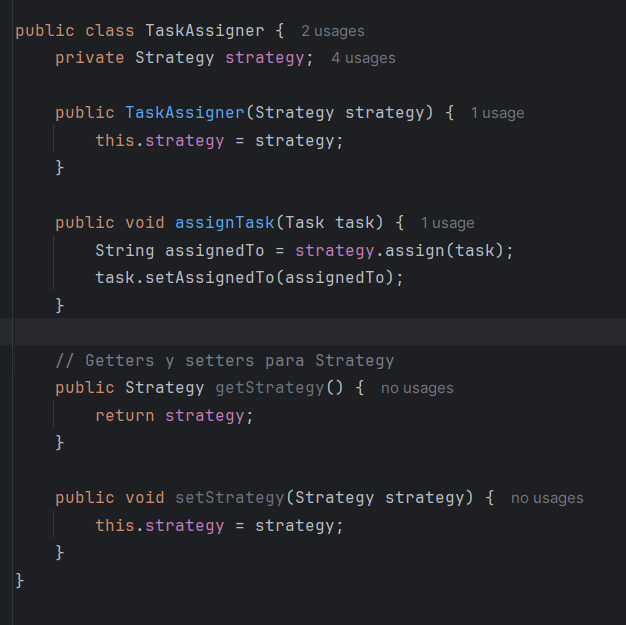 public class TaskAssigner {  2 usages
    private Strategy strategy;  4 usages
    public TaskAssigner(Strategy strategy) {  1 usage
        this.strategy = strategy;
    }
    public void assignTask(Task task) {  1 usage
        String assignedTo = strategy.assign(task);
        task.setAssignedTo(assignedTo);
    }
    // Getters y setters para Strategy
    public Strategy getStrategy() {  no usages
        return strategy;
    }
    public void setStrategy(Strategy strategy) {  no usages
        this.strategy = strategy;
    }
}